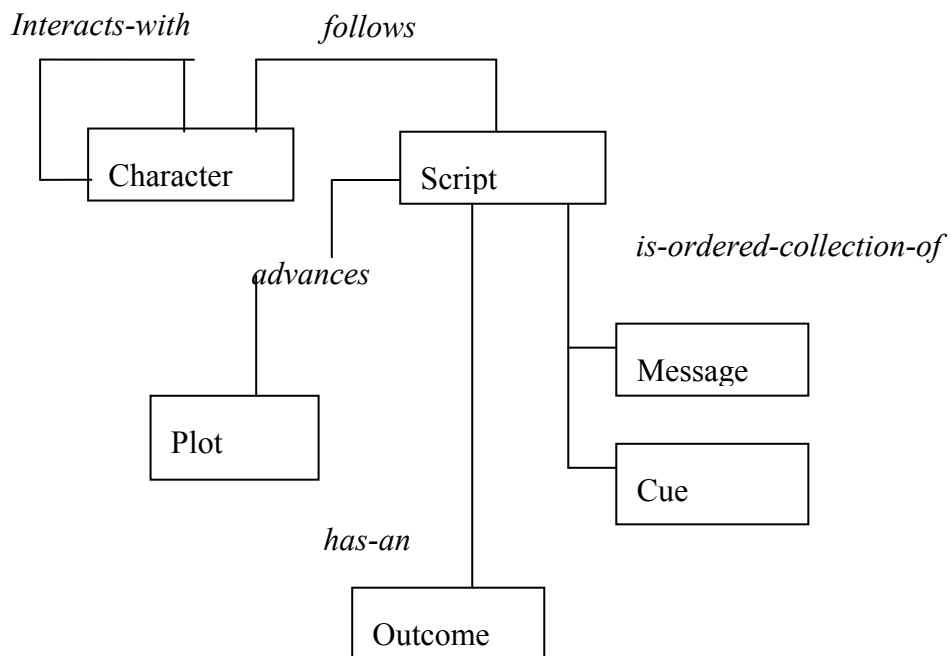 Interacts-with
follows
Character
Script
is-ordered-collection-of
advances
Message
Plot
Cue
has-an
Outcome